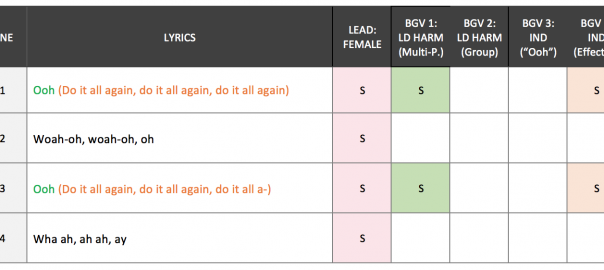 NE LYRICS LEAD: FEMALE BGV 1: LD HARM (Multi-P.) BGV 2: LD HARM (Group) BGV 3: IND ("Ooh") BGV IND (Effect
1 Ooh (Do it all again, do it all again, do it all again) S S S
2 Woah-oh, woah-oh, oh S
3 Ooh (Do it all again, do it all again, do it all a-) S S S
4 Wha ah, ah ah, ay S